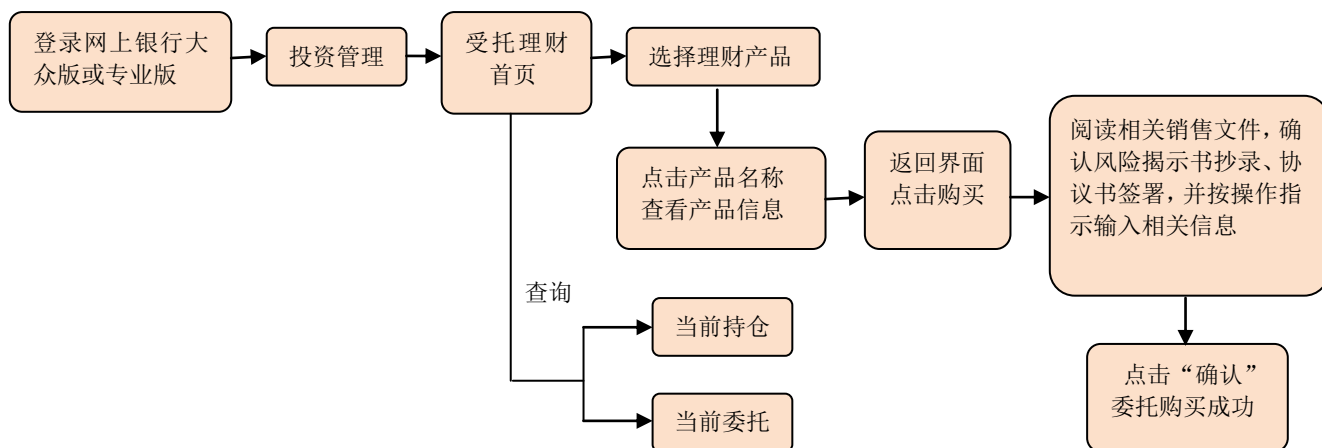 登录网上银行大
众版或专业版
投资管理
受托理财
首页
选择理财产品
点击产品名称
查看产品信息
返回界面
点击购买
阅读相关销售文件，确
认风险揭示书抄录、协
议书签署，并按操作指
示输入相关信息
查询
当前持仓
当前委托
点击“确认”
委托购买成功